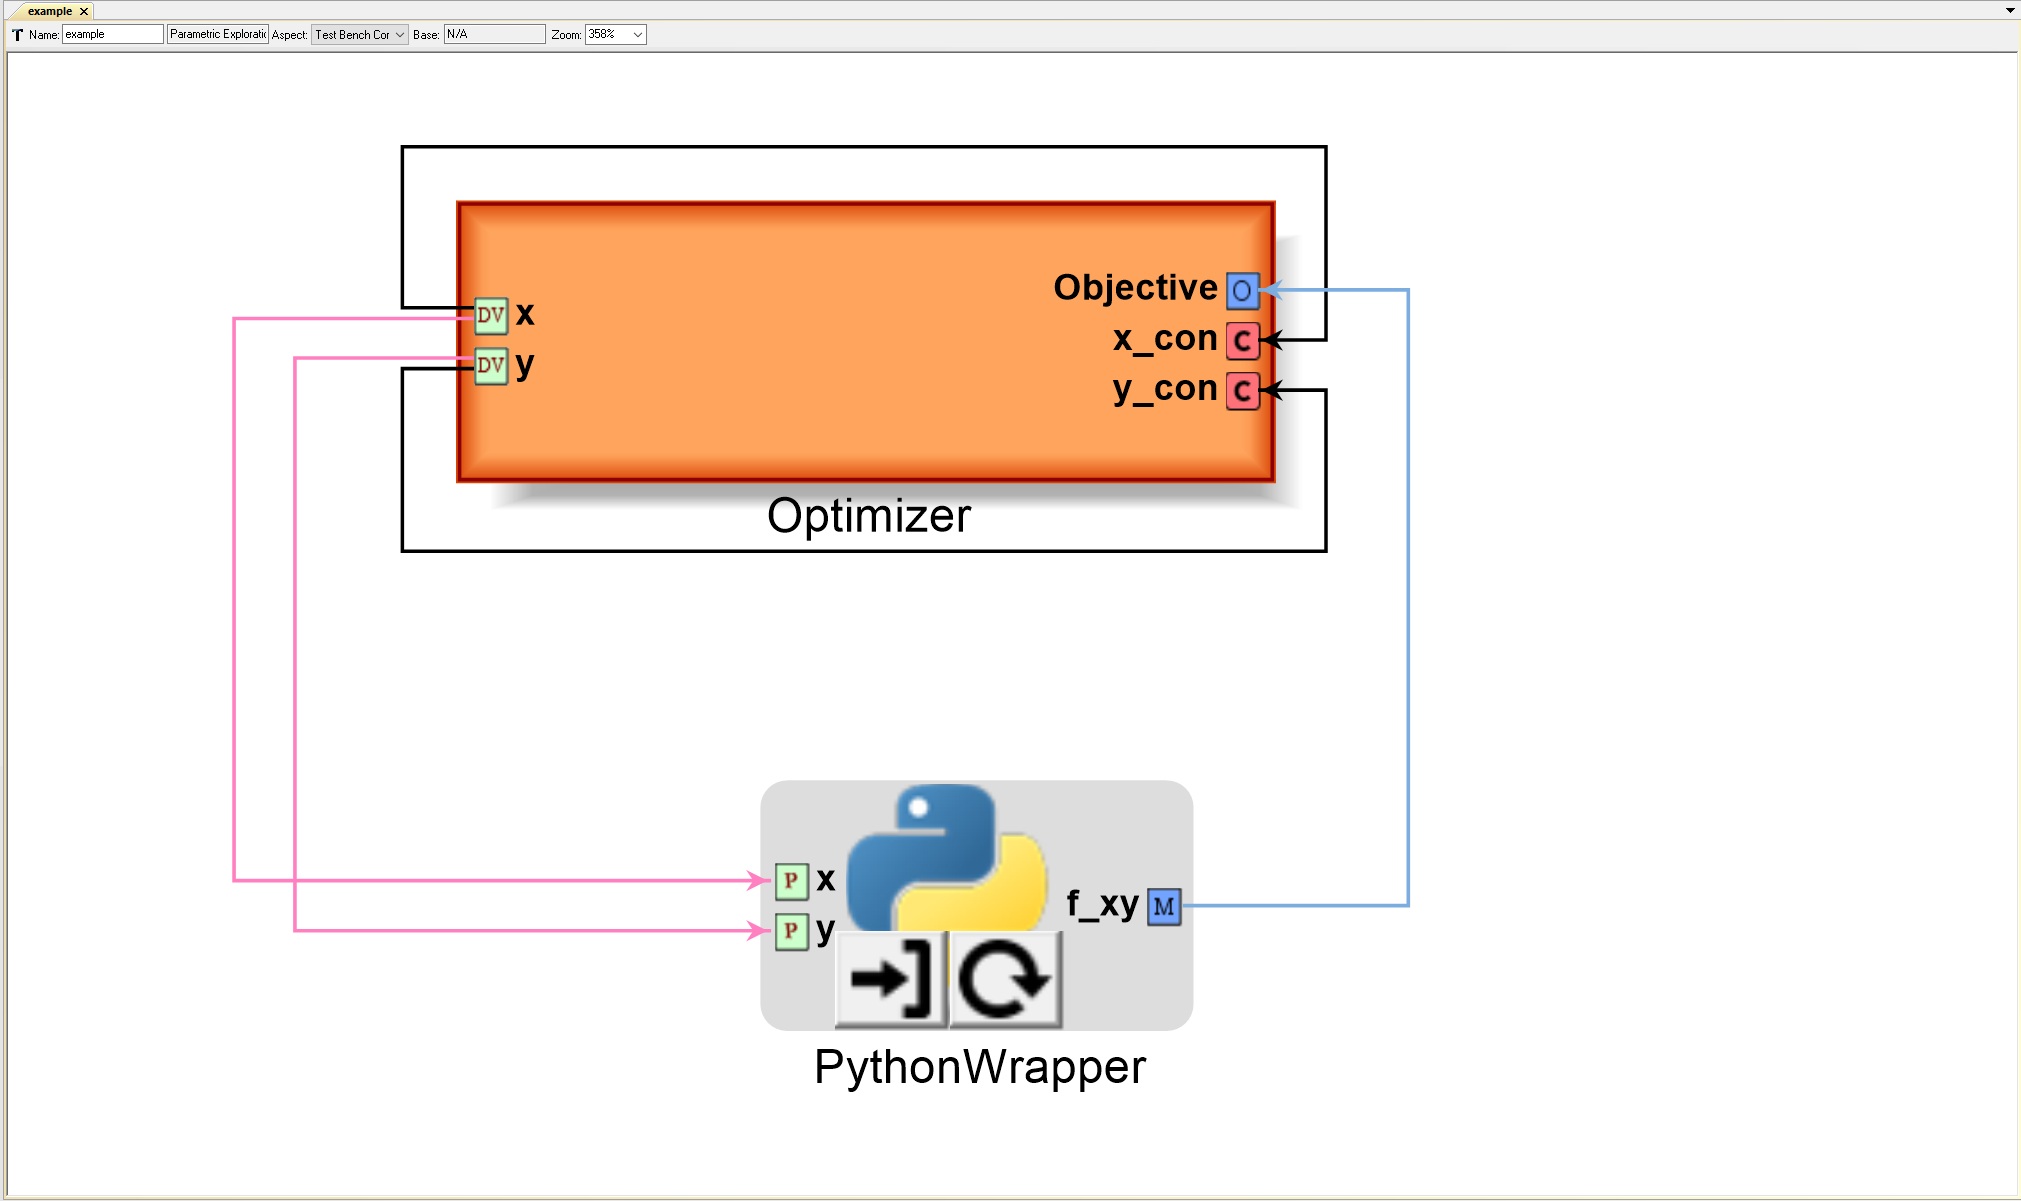 example
Name: example Parametric Exploratic Aspect: Test Bench Cor Base: N/A Zoom: 358%
Objective O
DV x
x_con C
DV y
y_con C
Optimizer
P x
f_xy M
P y
PythonWrapper